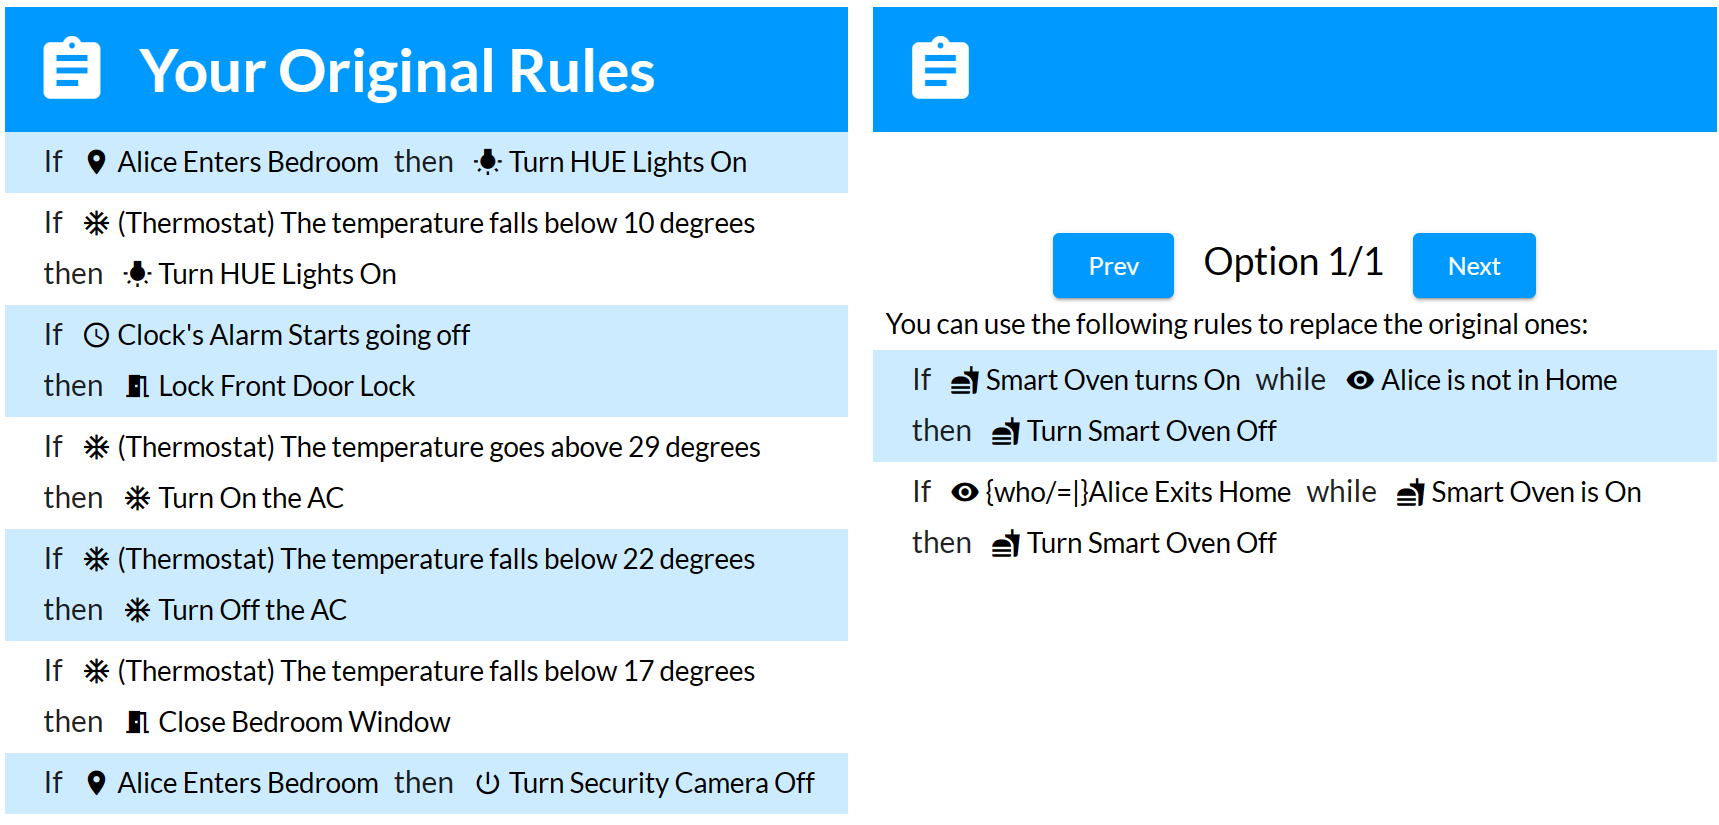 Your Original Rules
If Alice Enters Bedroom then Turn HUE Lights On
If (Thermostat) The temperature falls below 10 degrees
then Turn HUE Lights On
If Clock's Alarm Starts going off
then Lock Front Door Lock
If (Thermostat) The temperature goes above 29 degrees
then Turn On the AC
If (Thermostat) The temperature falls below 22 degrees
then Turn Off the AC
If (Thermostat) The temperature falls below 17 degrees
then Close Bedroom Window
If Alice Enters Bedroom then Turn Security Camera Off
Prev Option 1/1 Next
You can use the following rules to replace the original ones:
If Smart Oven turns On while Alice is not in Home
then Turn Smart Oven Off
If {who/=|}Alice Exits Home while Smart Oven is On
then Turn Smart Oven Off